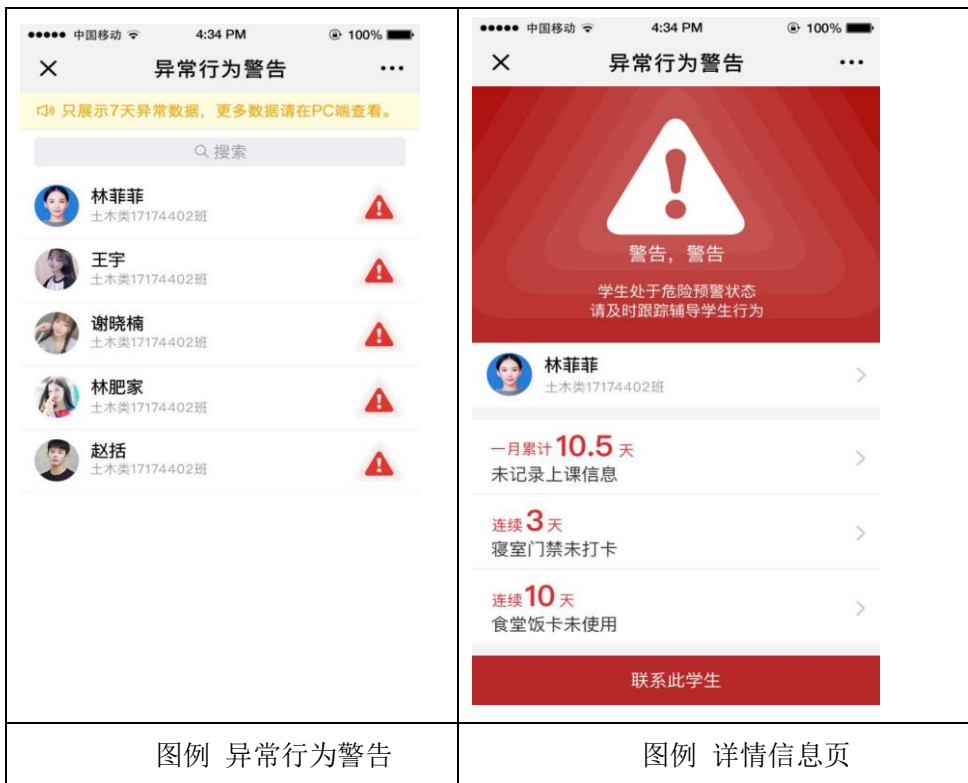 中国移动 4:34 PM 100%
异常行为警告
只展示7天异常数据，更多数据请在PC端查看。
搜索
林菲菲
土木类17174402班
王宇
土木类17174402班
谢晓楠
土木类17174402班
林肥家
土木类17174402班
赵括
土木类17174402班
图例 异常行为警告
中国移动 4:34 PM 100%
异常行为警告
警告，警告
学生处于危险预警状态
请及时跟踪辅导学生行为
林菲菲
土木类17174402班
一月累计10.5天
未记录上课信息
连续3天
寝室门禁未打卡
连续10天
食堂饭卡未使用
联系此学生
图例 详情信息页